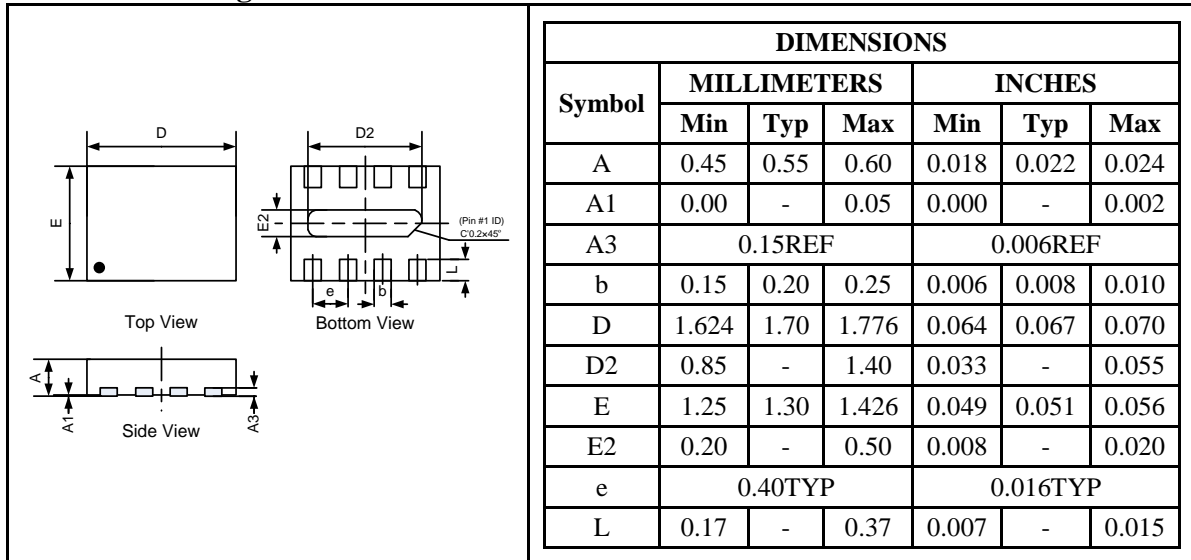 D
E
Top View
D2
E2
(Pin #1 ID)
C'0.2×45°
L
e
b
Bottom View
A
A1
A3
Side View
DIMENSIONS
Symbol MILLIMETERS INCHES
Min Typ Max Min Typ Max
A 0.45 0.55 0.60 0.018 0.022 0.024
A1 0.00 - 0.05 0.000 - 0.002
A3 0.15REF 0.006REF
b 0.15 0.20 0.25 0.006 0.008 0.010
D 1.624 1.70 1.776 0.064 0.067 0.070
D2 0.85 - 1.40 0.033 - 0.055
E 1.25 1.30 1.426 0.049 0.051 0.056
E2 0.20 - 0.50 0.008 - 0.020
e 0.40TYP 0.016TYP
L 0.17 - 0.37 0.007 - 0.015